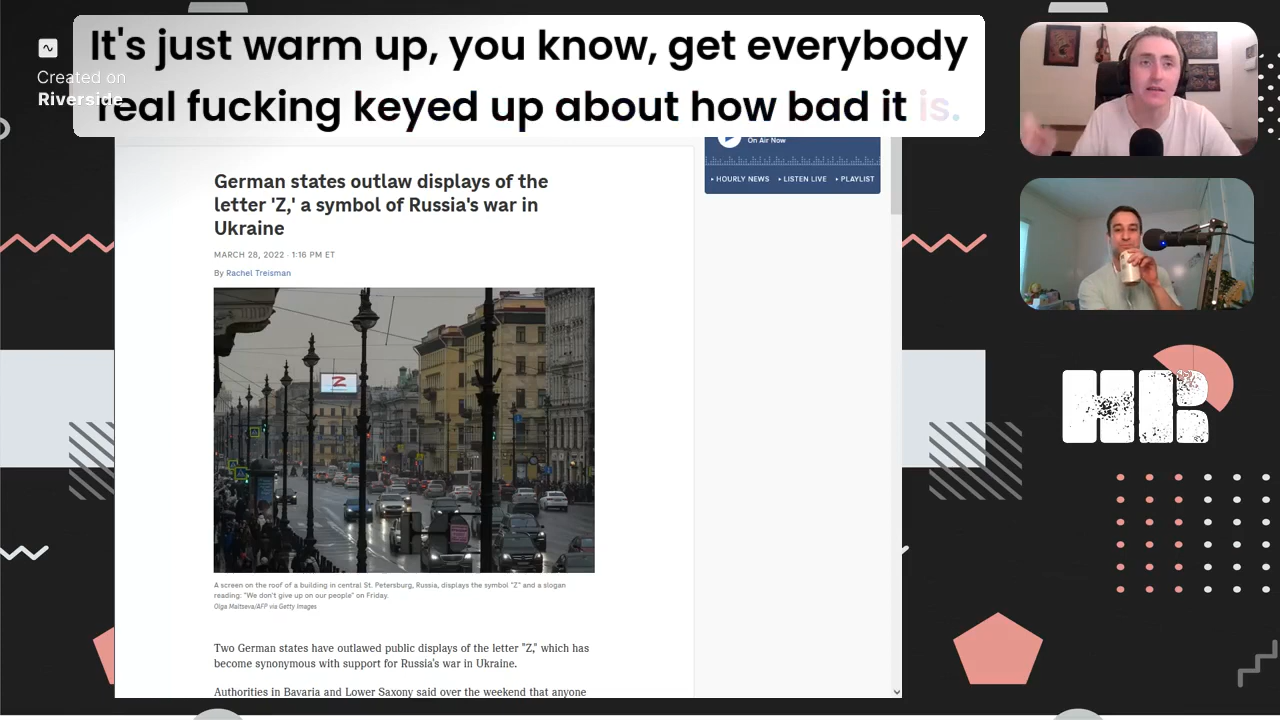 It's just warm up, you know, get everybody
real fucking keyed up about how bad it is.
Created on
Riverside
On Air Now
▸ HOURLY NEWS ▸ LISTEN LIVE ▸ PLAYLIST
German states outlaw displays of the
letter 'Z,' a symbol of Russia's war in
Ukraine
MARCH 28, 2022 · 1:16 PM ET
By Rachel Treisman
Z
A screen on the roof of a building in central St. Petersburg, Russia, displays the symbol "Z" and a slogan
reading: "We don't give up on our people" on Friday.
Olga Maltseva/AFP via Getty Images
Two German states have outlawed public displays of the letter "Z," which has
become synonymous with support for Russia's war in Ukraine.
Authorities in Bavaria and Lower Saxony said over the weekend that anyone